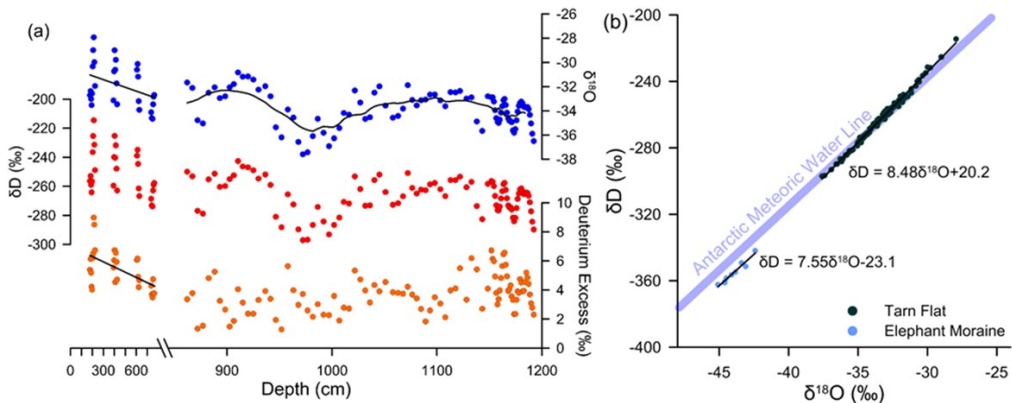 (a)
-26
-28
-30
-32
-34
-36
-38
δ18O
-200
-220
-240
-260
-280
-300
δD (‰)
10
8
6
4
2
0
Deuterium Excess (‰)
0 300 600 900 1000 1100 1200
Depth (cm)
(b)
-200
-240
-280
-320
-360
-400
δD (‰)
Antarctic Meteoric Water Line
δD = 8.48δ18O+20.2
δD = 7.55δ18O-23.1
Tarn Flat
Elephant Moraine
-45 -40 -35 -30 -25
δ18O (‰)